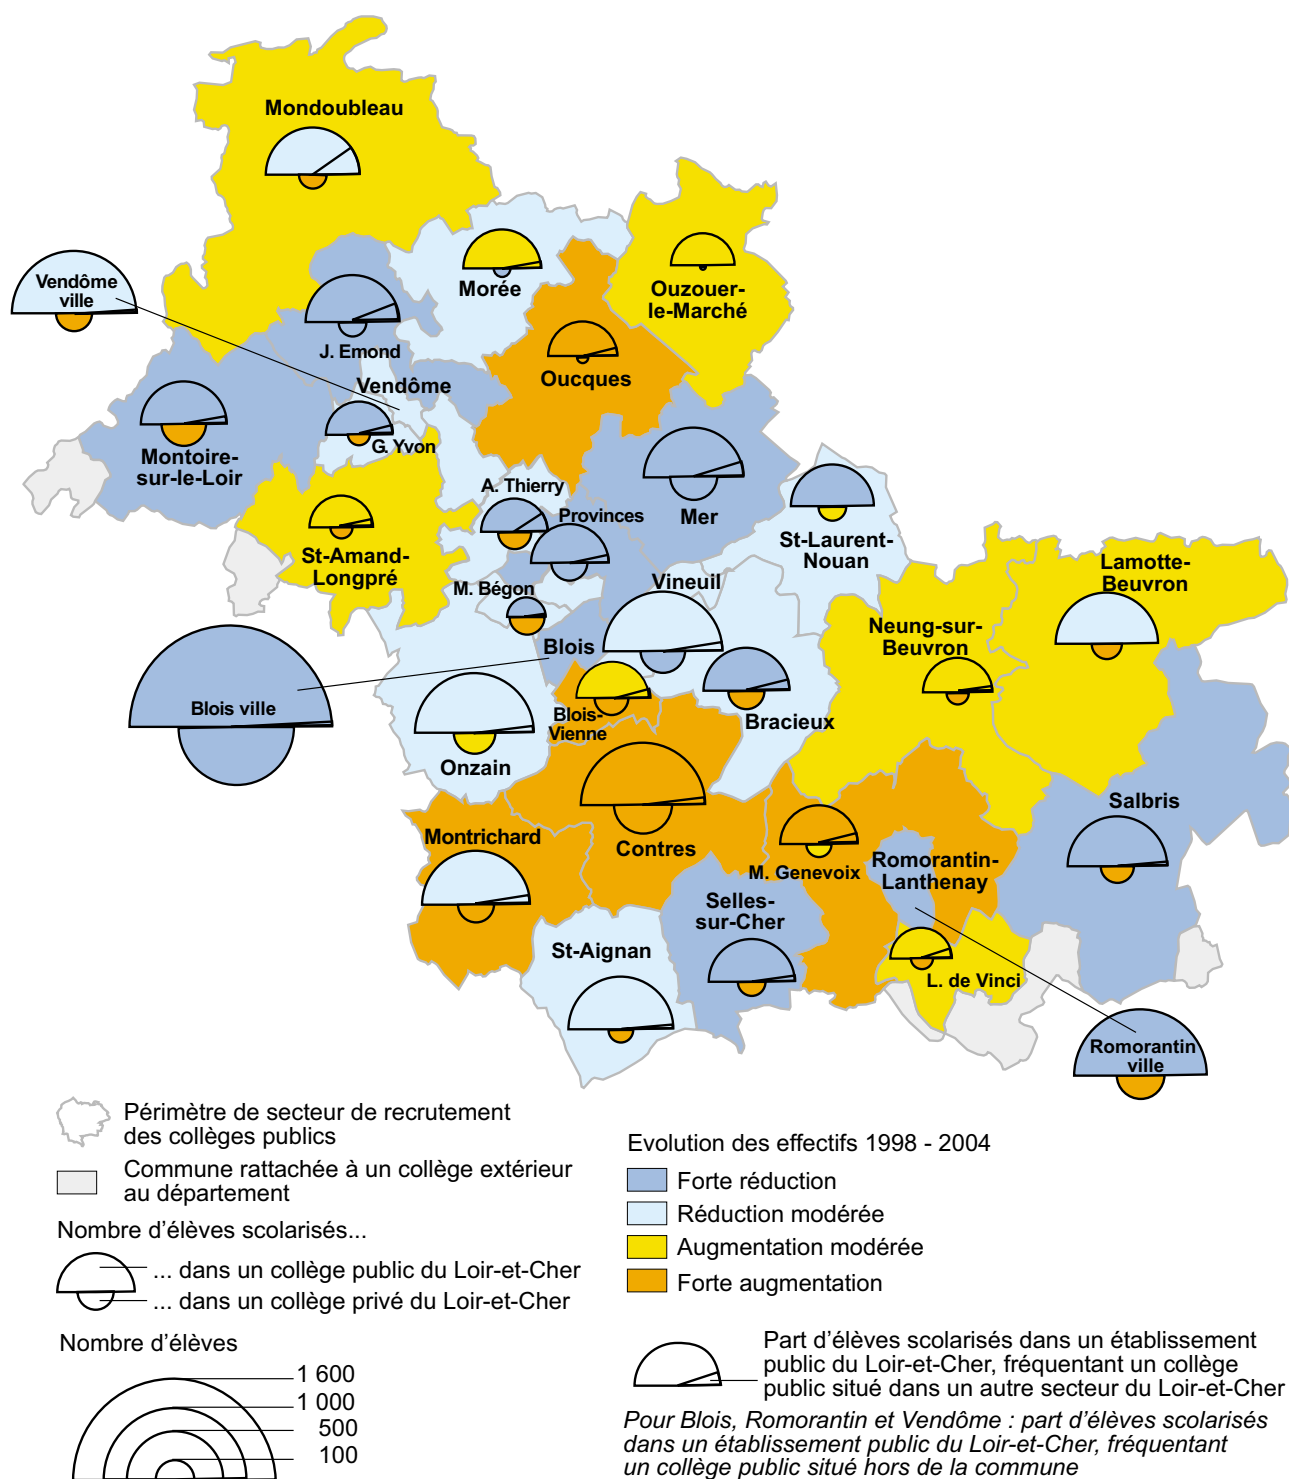 Mondoubleau
Vendôme
ville
Morée
Ouzouer-
le-Marché
J. Emond
Oucques
Vendôme
G. Yvon
Montoire-
sur-le-Loir
A. Thierry
Provinces
Mer
St-Laurent-
Nouan
St-Amand-
Longpré
M. Bégon
Vineuil
Lamotte-
Beuvron
Neung-sur-
Beuvron
Blois
Blois ville
Blois-
Vienne
Bracieux
Onzain
Salbris
Montrichard
Contres
M. Genevoix
Romorantin-
Lanthenay
Selles-
sur-Cher
St-Aignan
L. de Vinci
Romorantin
ville
Périmètre de secteur de recrutement
des collèges publics
Commune rattachée à un collège extérieur
au département
Nombre d'élèves scolarisés...
... dans un collège public du Loir-et-Cher
... dans un collège privé du Loir-et-Cher
Nombre d'élèves
1 600
1 000
500
100
Evolution des effectifs 1998 - 2004
Forte réduction
Réduction modérée
Augmentation modérée
Forte augmentation
Part d'élèves scolarisés dans un établissement
public du Loir-et-Cher, fréquentant un collège
public situé dans un autre secteur du Loir-et-Cher
Pour Blois, Romorantin et Vendôme : part d'élèves scolarisés
dans un établissement public du Loir-et-Cher, fréquentant
un collège public situé hors de la commune